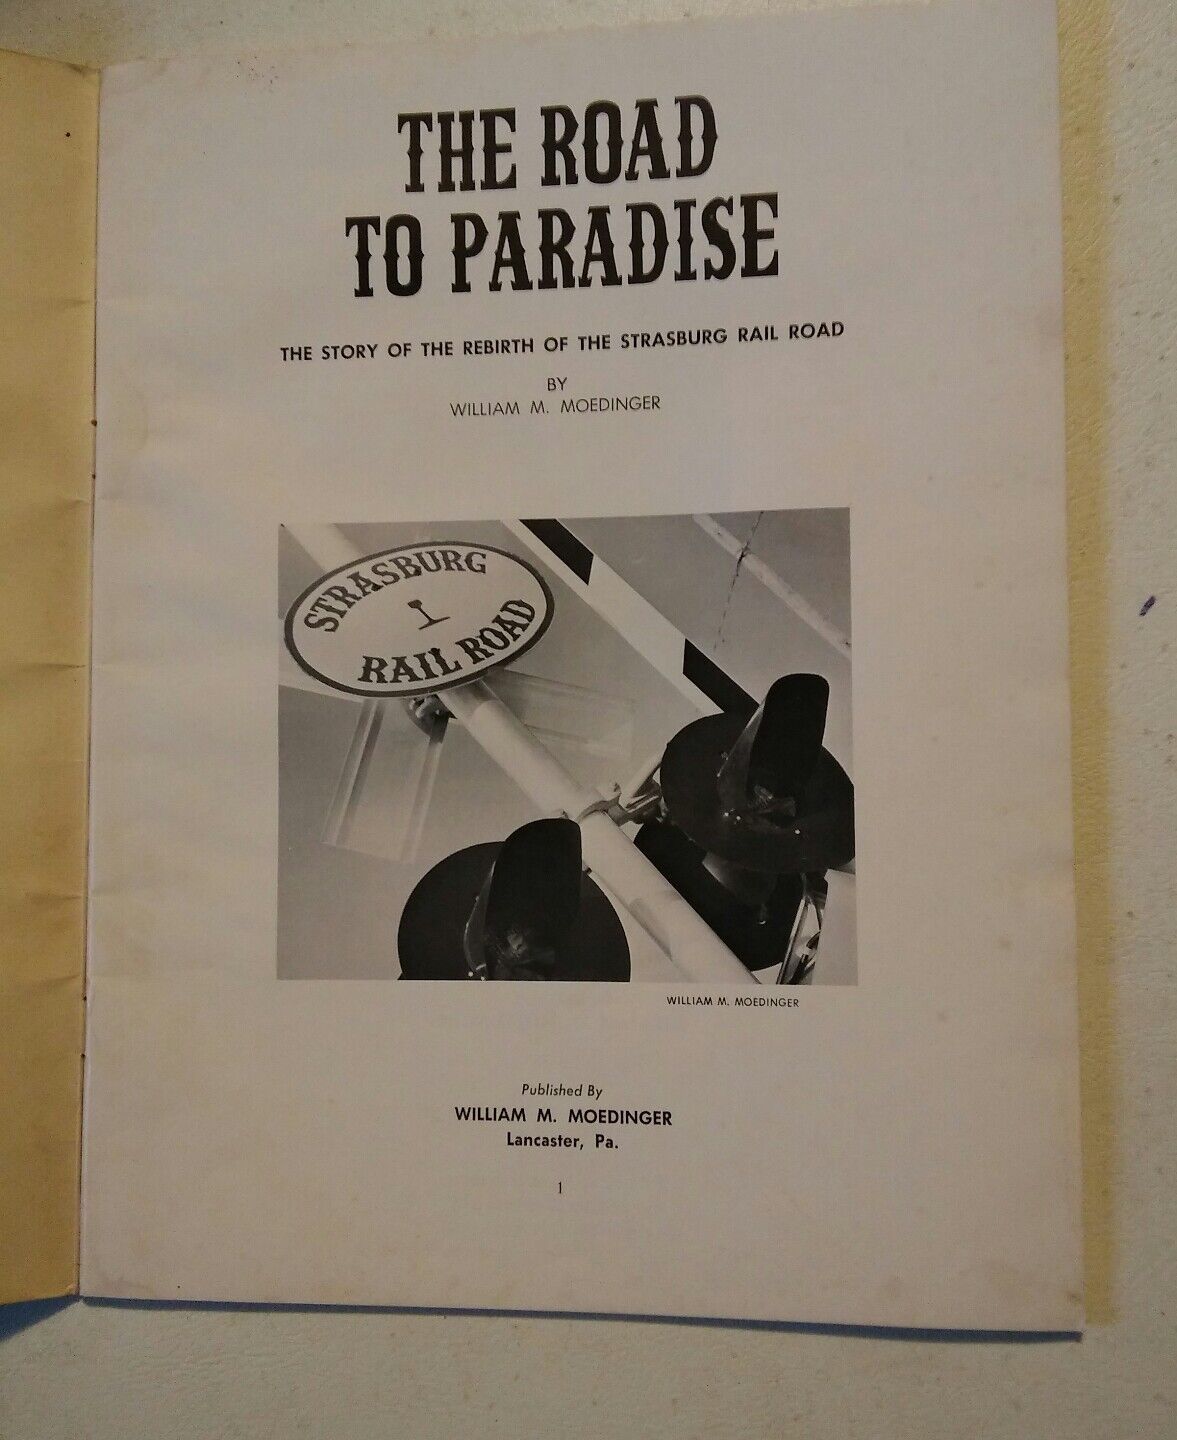 THE ROAD
TO PARADISE
THE STORY OF THE REBIRTH OF THE STRASBURG RAIL ROAD
BY
WILLIAM M. MOEDINGER
STRASBURG
RAIL ROAD
WILLIAM M. MOEDINGER
Published By
WILLIAM M. MOEDINGER
Lancaster, Pa.
1